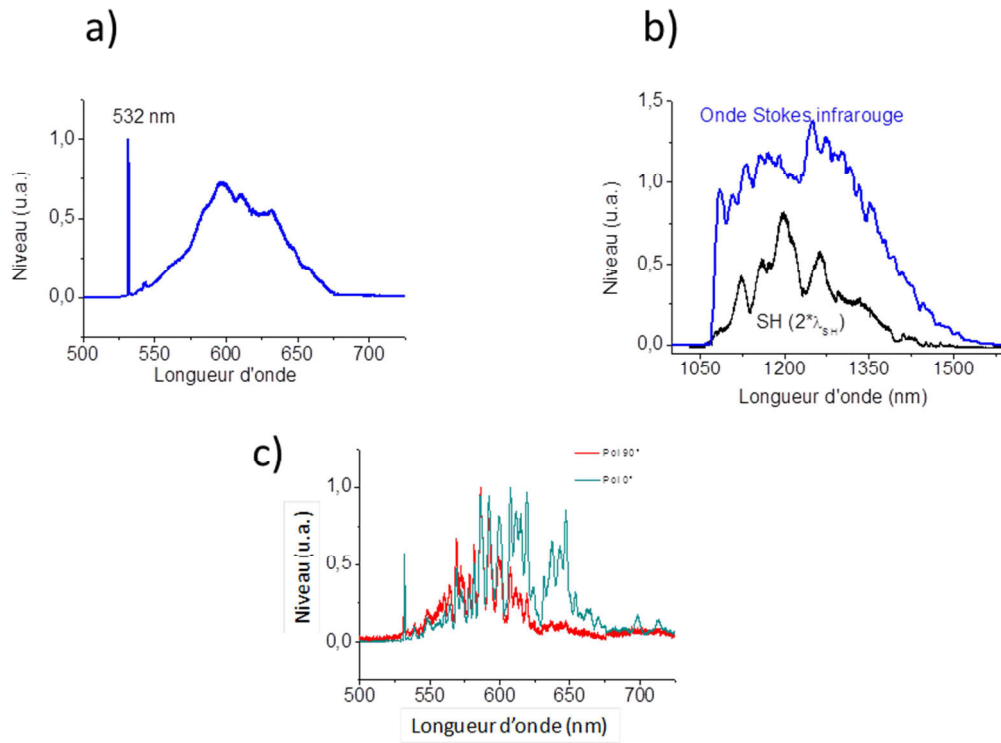 a)
532 nm
Niveau (u.a.)
1,0
0,5
0,0
500 550 600 650 700
Longueur d'onde
b)
Onde Stokes infrarouge
Niveau (u.a.)
1,5
1,0
0,5
0,0
SH (2*λSH)
1050 1200 1350 1500
Longueur d'onde (nm)
c)
Pol 90°
Pol 0°
Niveau (u.a.)
1,0
0,5
0,0
500 550 600 650 700
Longueur d'onde (nm)